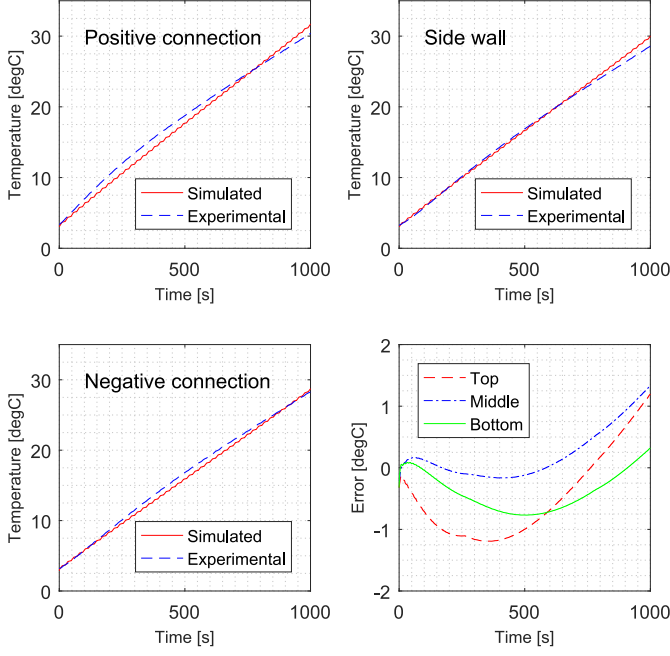 Positive connection
Temperature [degC]
30
20
10
0
Simulated
Experimental
0
500
1000
Time [s]
Side wall
Temperature [degC]
30
20
10
0
Simulated
Experimental
0
500
1000
Time [s]
Negative connection
Temperature [degC]
30
20
10
0
Simulated
Experimental
0
500
1000
Time [s]
Error [degC]
2
1
0
-1
-2
Top
Middle
Bottom
0
500
1000
Time [s]